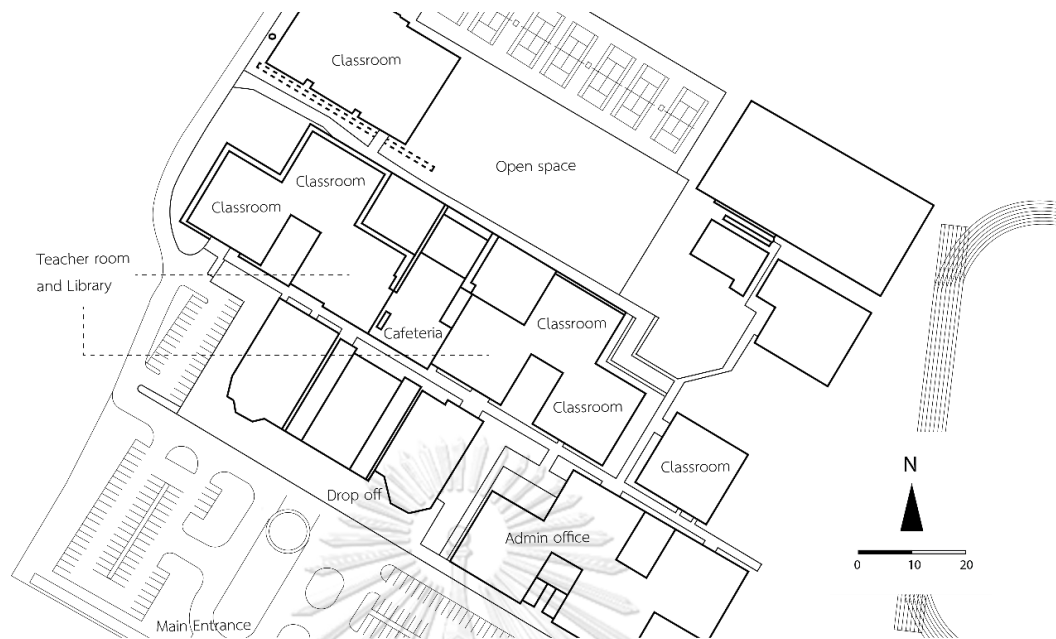 Classroom
Open space
Classroom
Classroom
Teacher room
and Library
Classroom
Cafeteria
Classroom
Classroom
Drop off
Admin office
N
0 10 20
Main Entrance